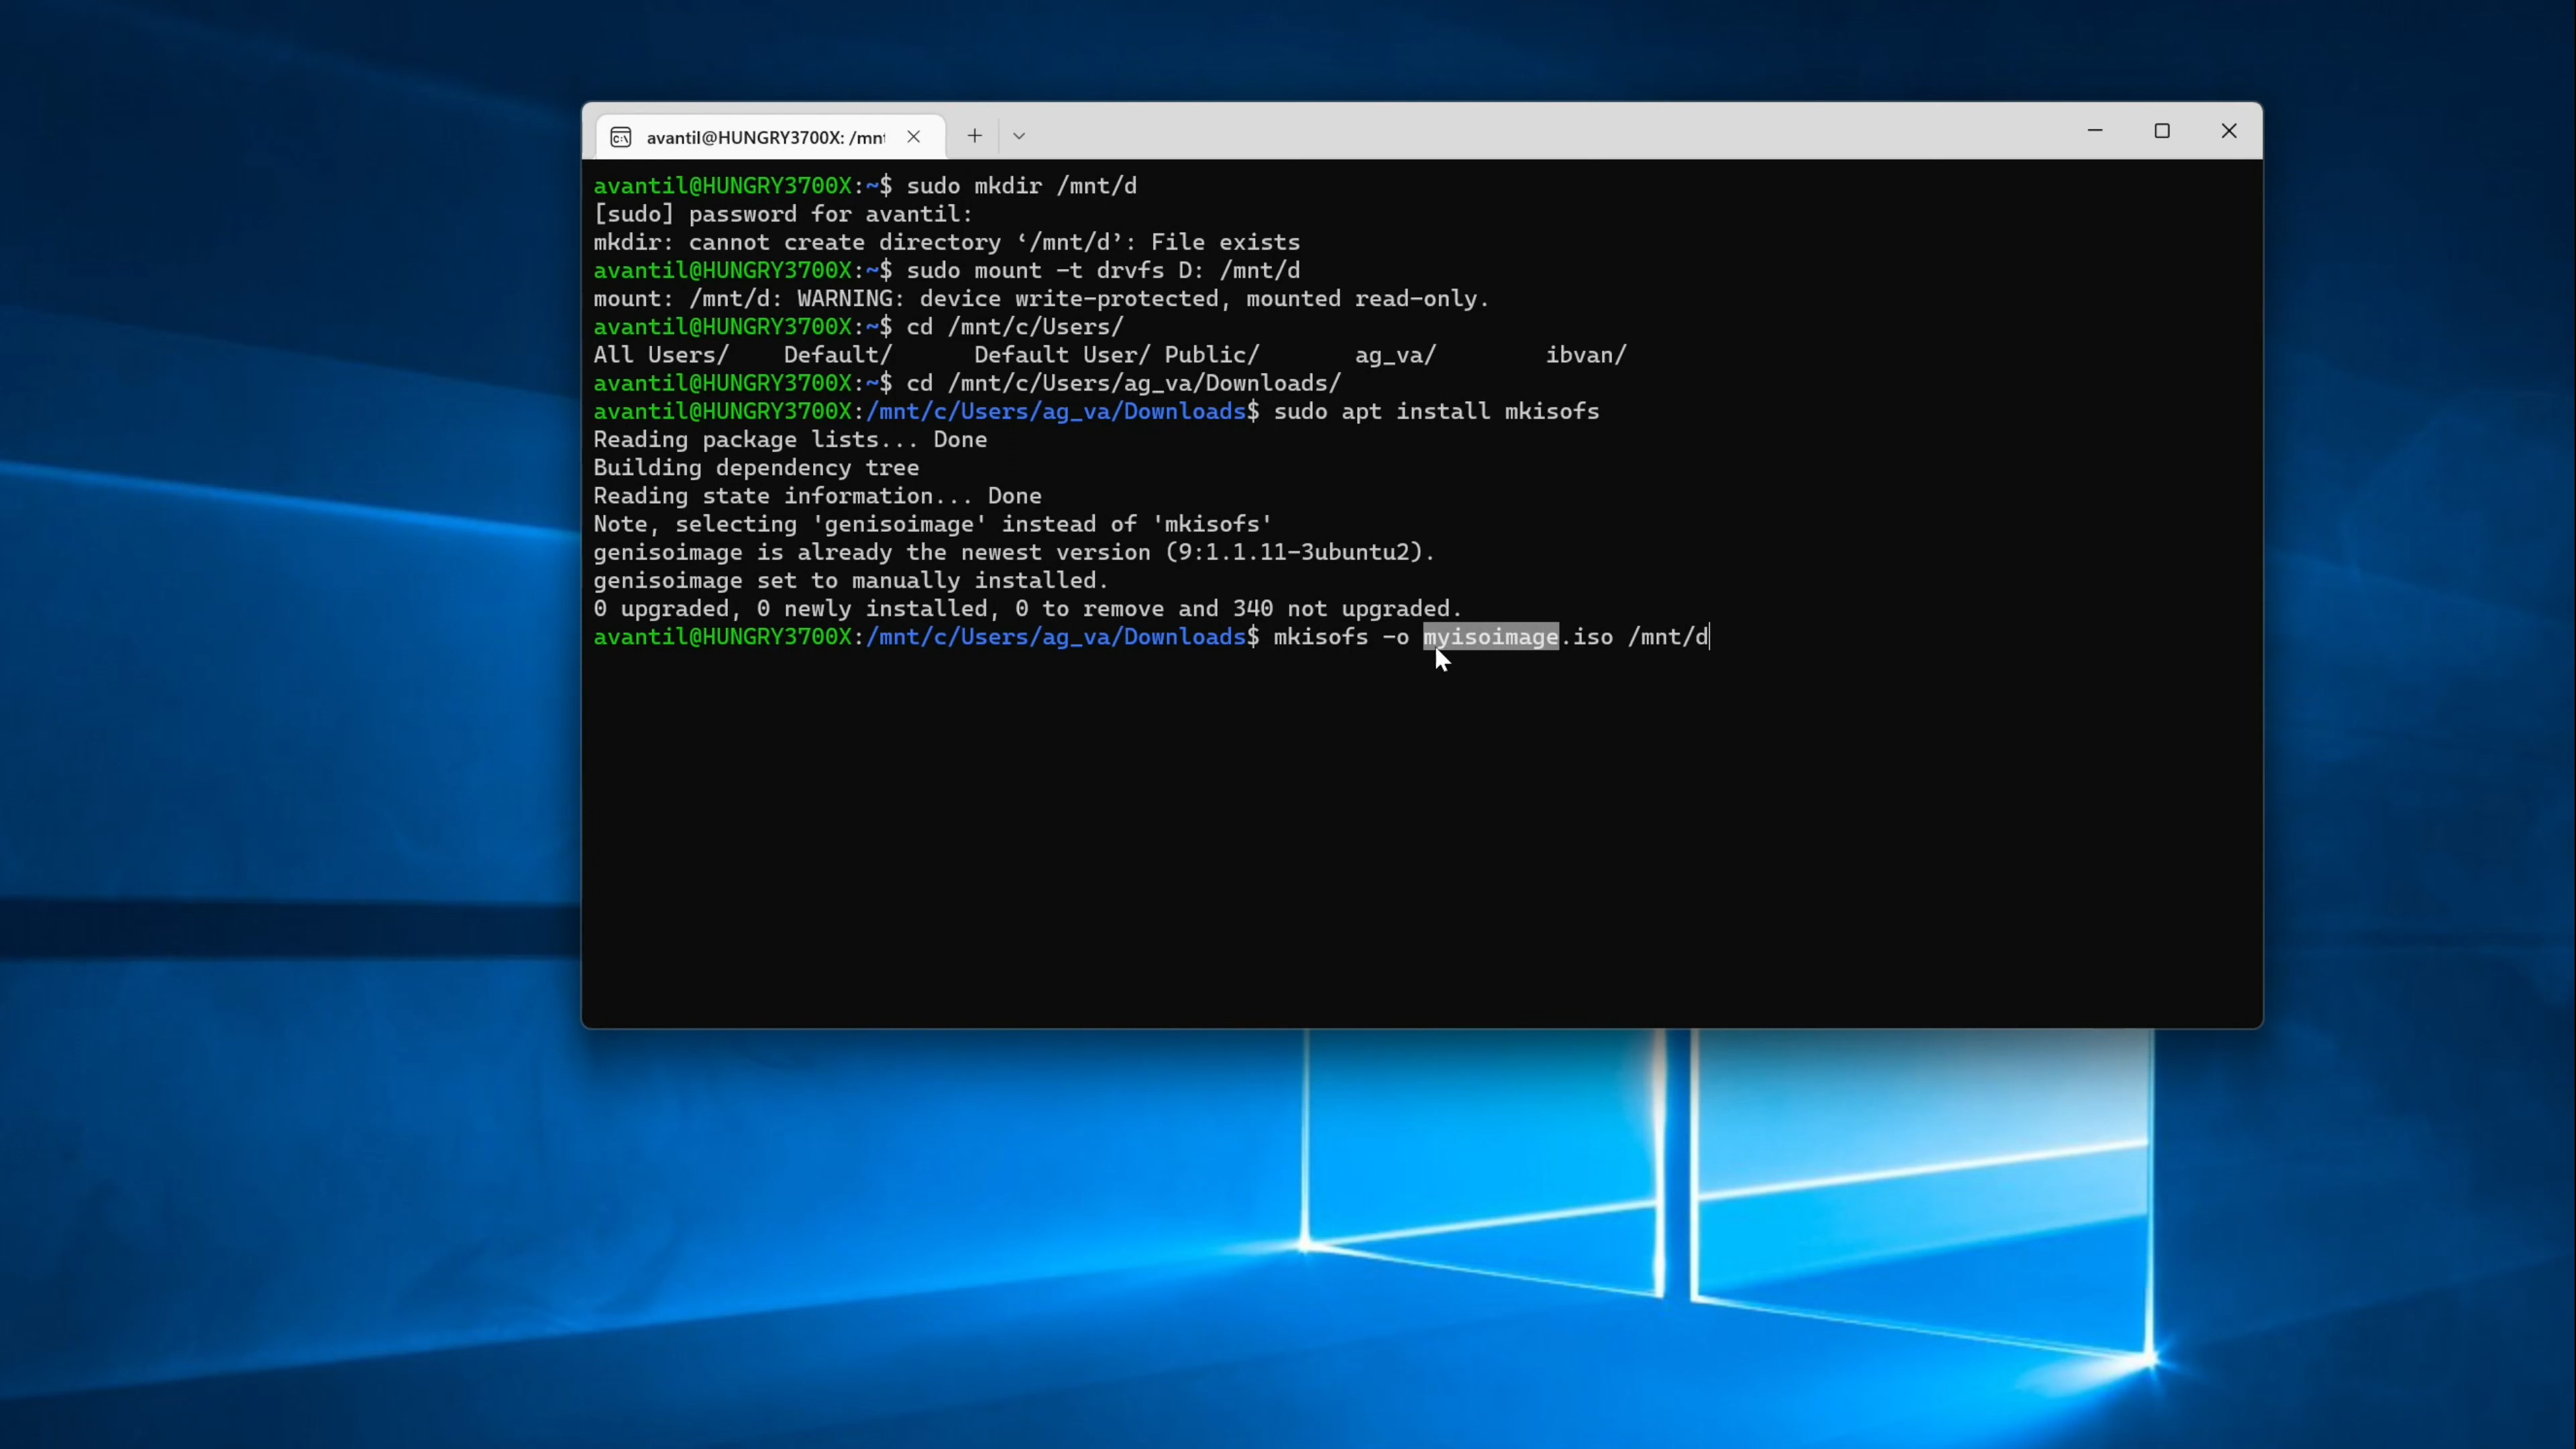 avantil@HUNGRY3700X: /mnt
avantil@HUNGRY3700X:~$ sudo mkdir /mnt/d
[sudo] password for avantil:
mkdir: cannot create directory ‘/mnt/d’: File exists
avantil@HUNGRY3700X:~$ sudo mount -t drvfs D: /mnt/d
mount: /mnt/d: WARNING: device write-protected, mounted read-only.
avantil@HUNGRY3700X:~$ cd /mnt/c/Users/
All Users/    Default/      Default User/ Public/       ag_va/        ibvan/
avantil@HUNGRY3700X:~$ cd /mnt/c/Users/ag_va/Downloads/
avantil@HUNGRY3700X:/mnt/c/Users/ag_va/Downloads$ sudo apt install mkisofs
Reading package lists... Done
Building dependency tree
Reading state information... Done
Note, selecting 'genisoimage' instead of 'mkisofs'
genisoimage is already the newest version (9:1.1.11-3ubuntu2).
genisoimage set to manually installed.
0 upgraded, 0 newly installed, 0 to remove and 340 not upgraded.
avantil@HUNGRY3700X:/mnt/c/Users/ag_va/Downloads$ mkisofs -o myisoimage.iso /mnt/d